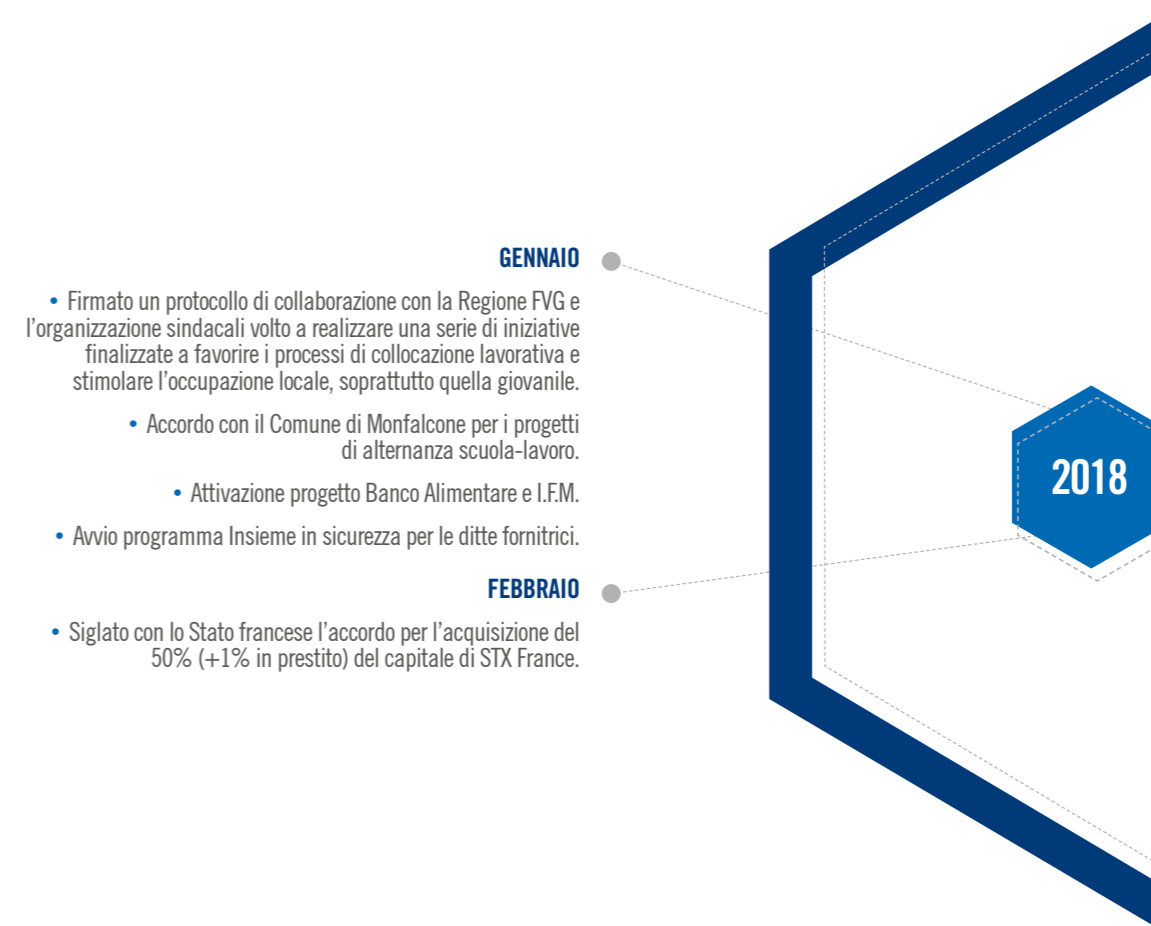 GENNAIO
• Firmato un protocollo di collaborazione con la Regione FVG e
l'organizzazione sindacali volto a realizzare una serie di iniziative
finalizzate a favorire i processi di collocazione lavorativa e
stimolare l'occupazione locale, soprattutto quella giovanile.
• Accordo con il Comune di Monfalcone per i progetti
di alternanza scuola-lavoro.
• Attivazione progetto Banco Alimentare e I.F.M.
• Avvio programma Insieme in sicurezza per le ditte fornitrici.
FEBBRAIO
• Siglato con lo Stato francese l'accordo per l'acquisizione del
50% (+1% in prestito) del capitale di STX France.
2018